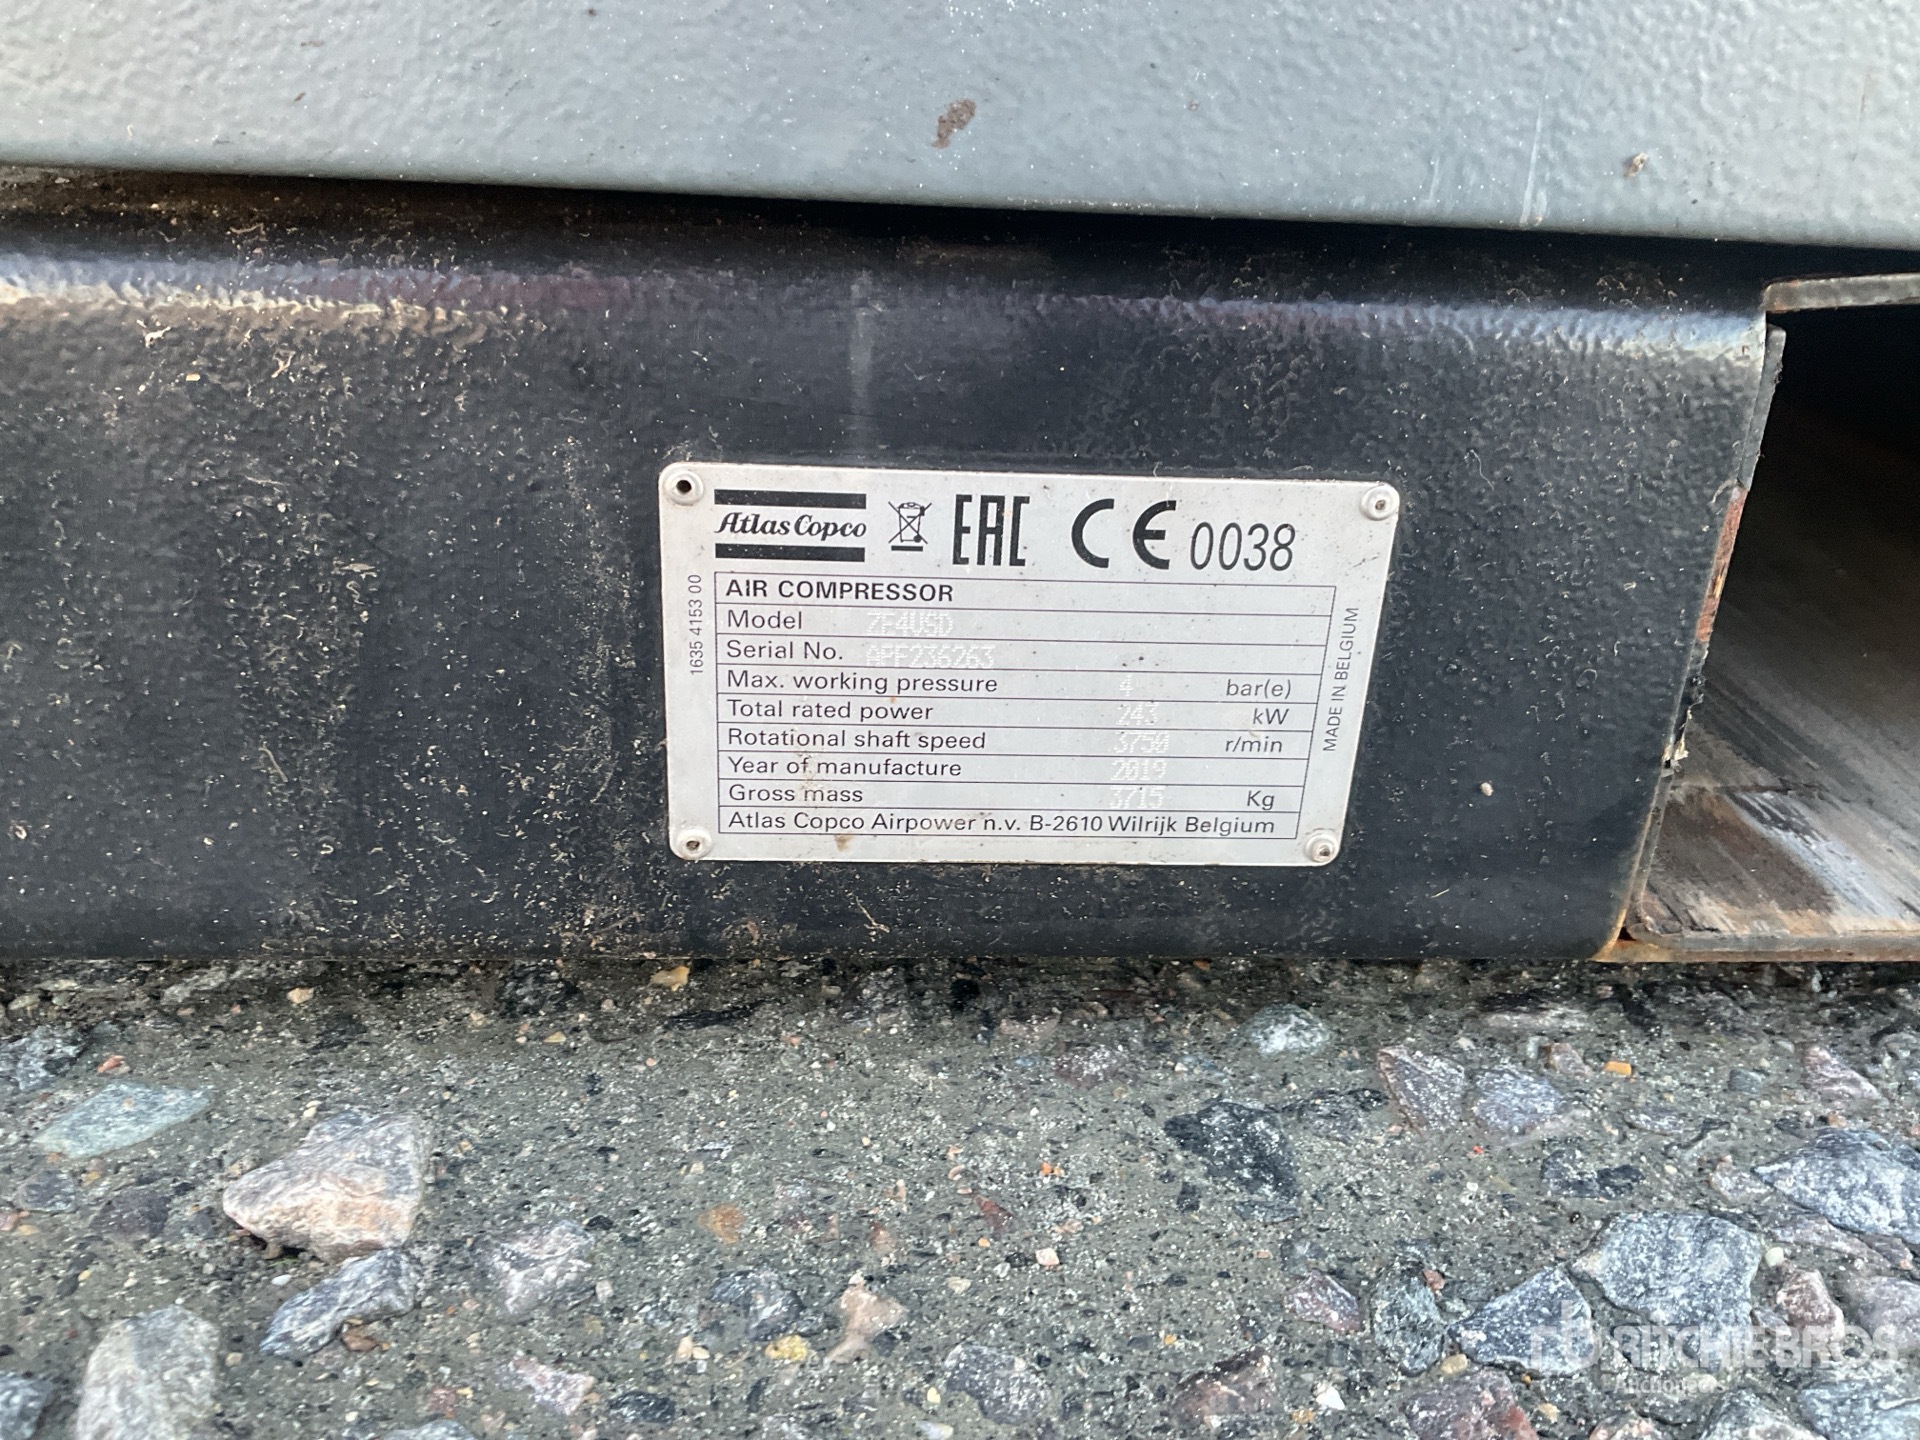 Atlas Copco
EAC CE 0038
AIR COMPRESSOR
Model ZE4VSD
Serial No. APF236263
Max. working pressure 4 bar(e)
Total rated power 243 kW
Rotational shaft speed 3750 r/min
Year of manufacture 2019
Gross mass 3715 Kg
Atlas Copco Airpower n.v. B-2610 Wilrijk Belgium
1635 4153 00
MADE IN BELGIUM
rb RITCHIE BROS
Auctioneers